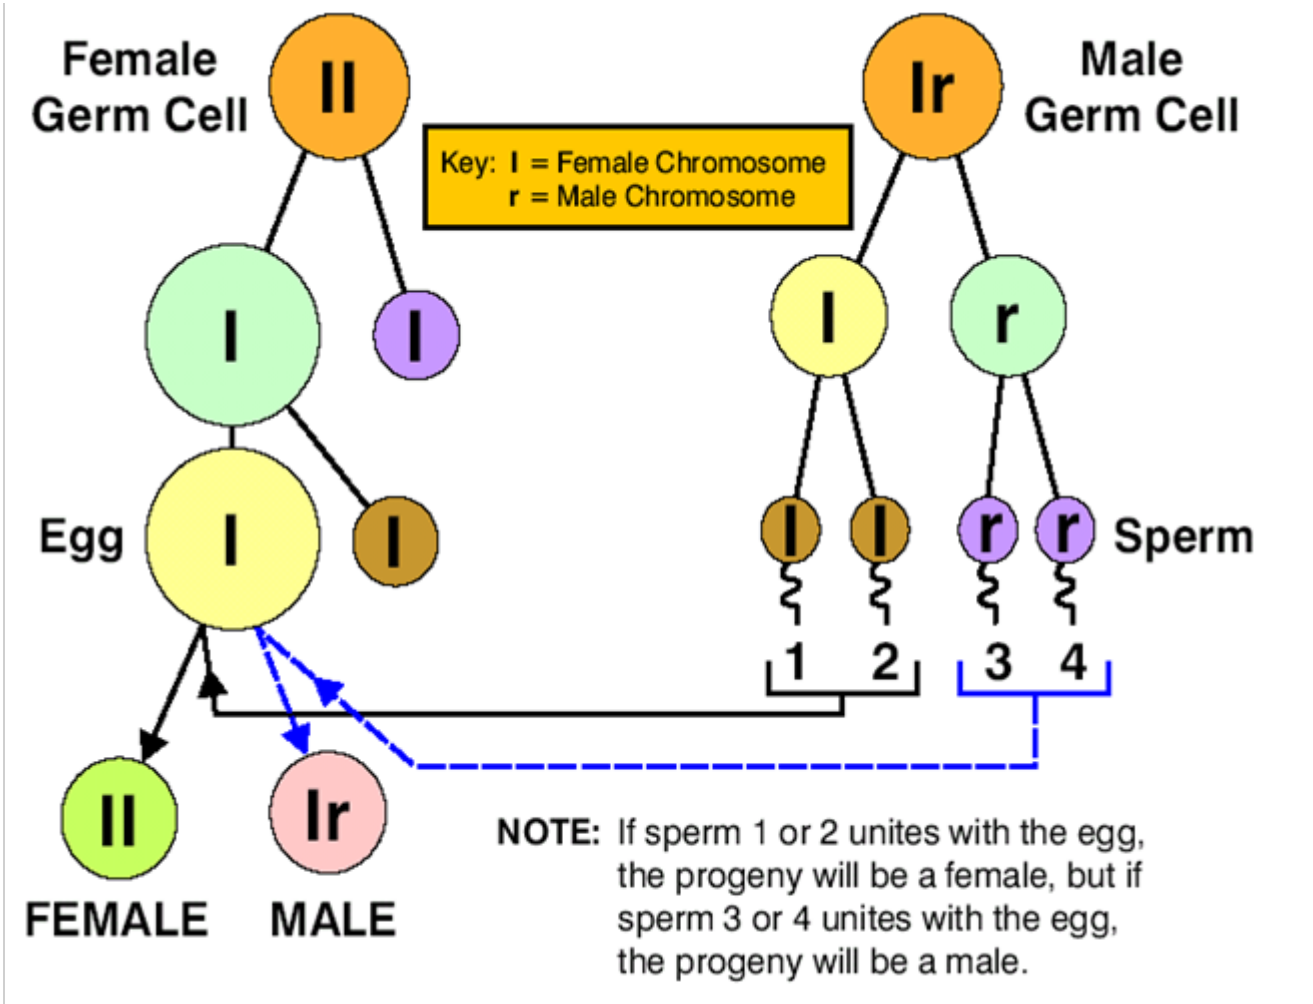 Female
Germ Cell
II
Ir
Male
Germ Cell
Key: I = Female Chromosome
r = Male Chromosome
I
I
I
r
Egg
I
I
I
I
r
r
Sperm
1
2
3
4
II
Ir
FEMALE
MALE
NOTE: If sperm 1 or 2 unites with the egg,
the progeny will be a female, but if
sperm 3 or 4 unites with the egg,
the progeny will be a male.